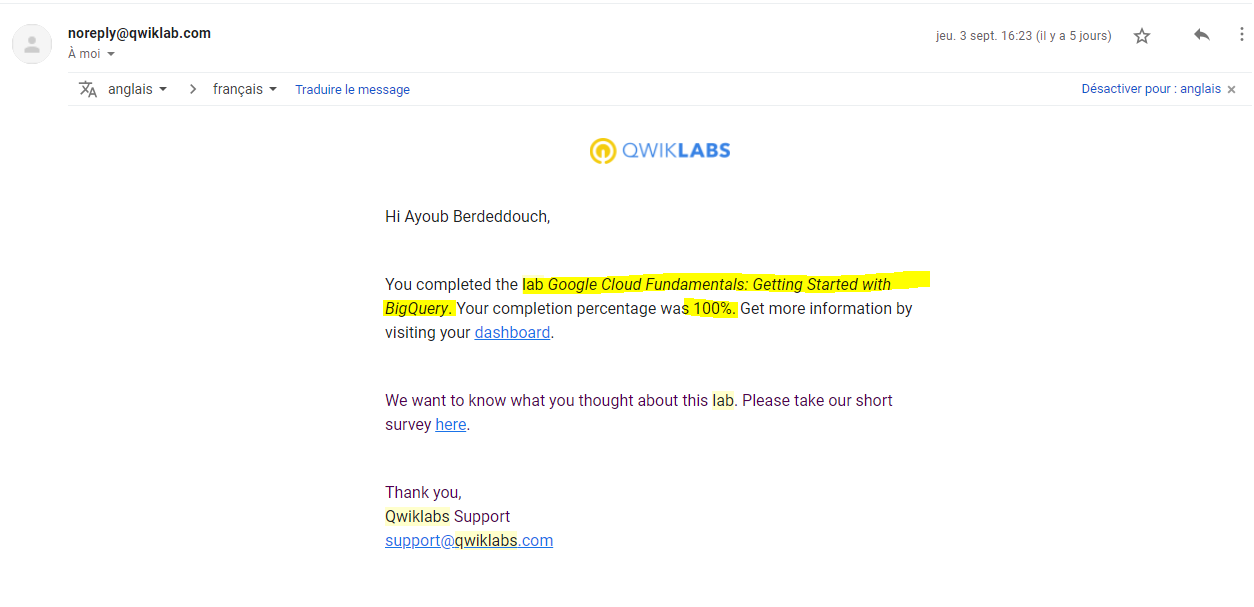 noreply@qwiklab.com
jeu. 3 sept. 16:23 (il y a 5 jours)
À moi
anglais
français
Traduire le message
Désactiver pour : anglais
QWIKLABS
Hi Ayoub Berdeddouch,
You completed the lab Google Cloud Fundamentals: Getting Started with
BigQuery. Your completion percentage was 100%. Get more information by
visiting your dashboard.
We want to know what you thought about this lab. Please take our short
survey here.
Thank you,
Qwiklabs Support
support@qwiklabs.com